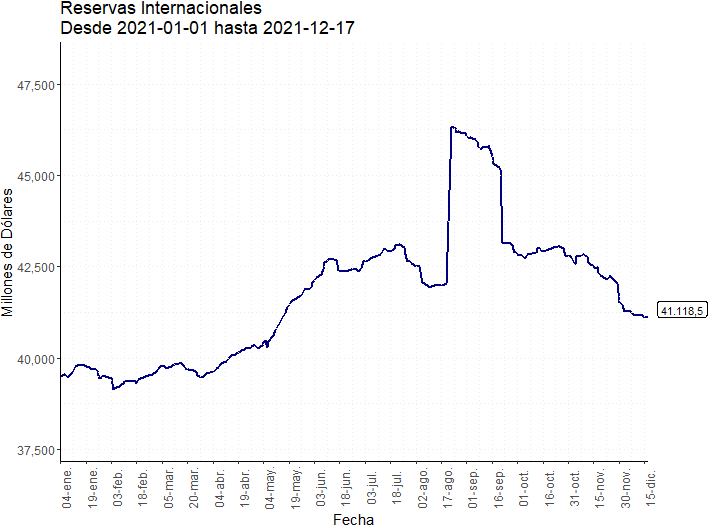 Reservas Internacionales
Desde 2021-01-01 hasta 2021-12-17
Millones de Dólares
47,500
45,000
42,500
40,000
37,500
41.118,5
04-ene.
19-ene.
03-feb.
18-feb.
05-mar.
20-mar.
04-abr.
19-abr.
04-may.
19-may.
03-jun.
18-jun.
03-jul.
18-jul.
02-ago.
17-ago.
01-sep.
16-sep.
01-oct.
16-oct.
31-oct.
15-nov.
30-nov.
15-dic.
Fecha